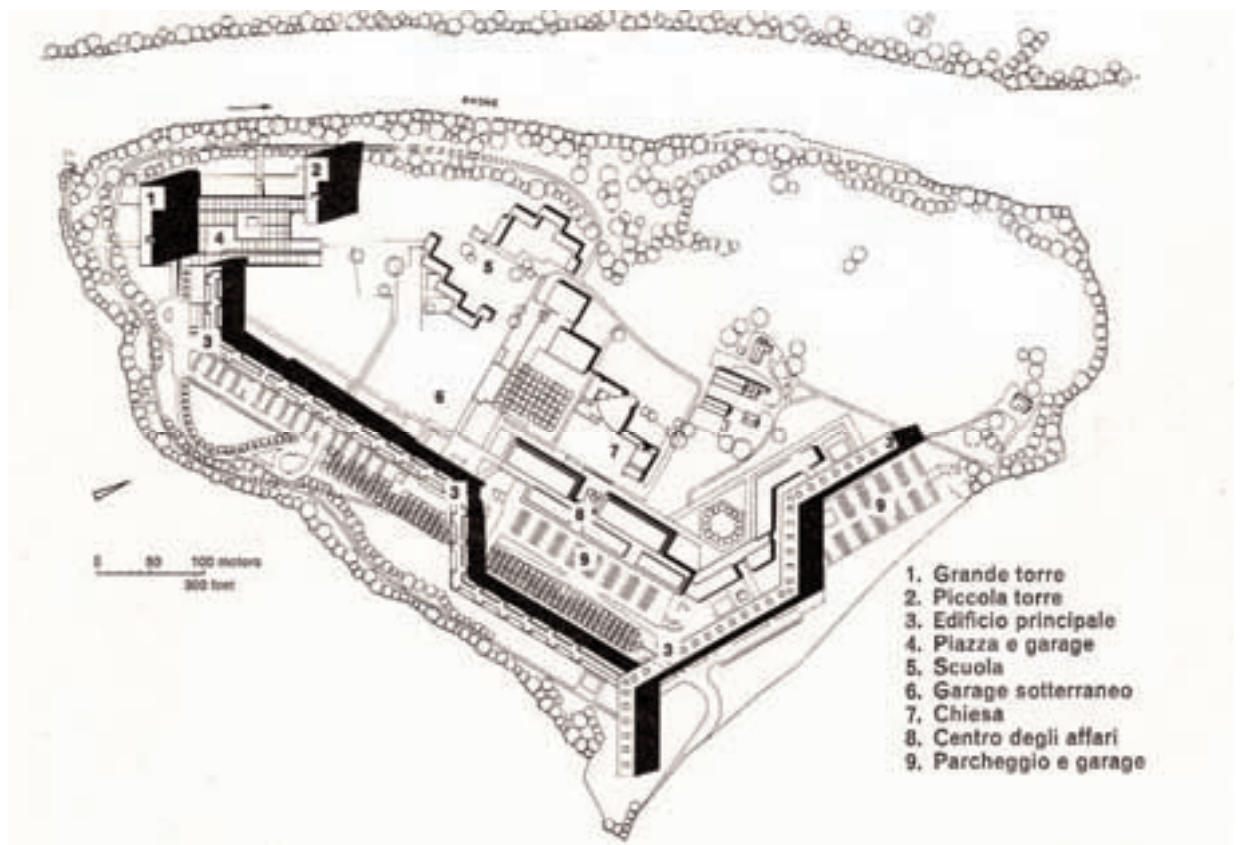 2
1
4
5
3
6
1
3
3
8
9
9
3
0 50 100 meters
300 feet
1. Grande torre
2. Piccola torre
3. Edificio principale
4. Piazza e garage
5. Scuola
6. Garage sotterraneo
7. Chiesa
8. Centro degli affari
9. Parcheggio e garage